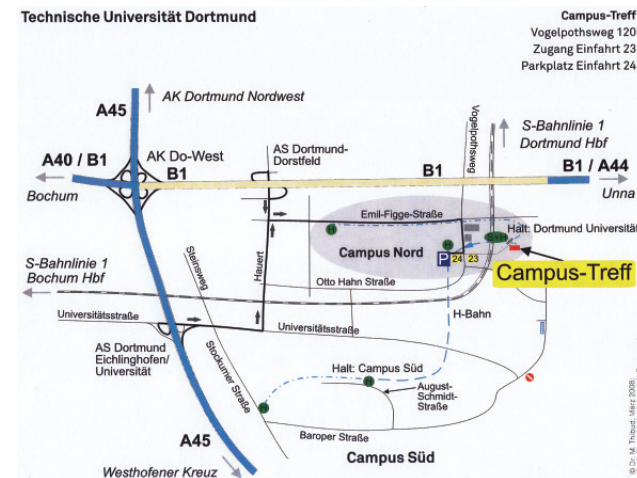 Technische Universität Dortmund
Campus-Treff
Vogelpothsweg 120
Zugang Einfahrt 23
Parkplatz Einfahrt 24
A45
AK Dortmund Nordwest
Vogelpothsweg
S-Bahnlinie 1
Dortmund Hbf
A40 / B1
AK Do-West
AS Dortmund-
Dorstfeld
B1
B1
B1 / A44
Bochum
Unna
Emil-Figge-Straße
H
Halt: Dortmund Universität
Campus Nord
H
S+H
P
24
23
Campus-Treff
S-Bahnlinie 1
Bochum Hbf
Steinsweg
Hauert
Otto Hahn Straße
H-Bahn
Universitätsstraße
Universitätsstraße
AS Dortmund
Eichlinghofen/
Universität
Stockumer Straße
Halt: Campus Süd
H
H
August-
Schmidt-
Straße
A45
Baroper Straße
Campus Süd
Westhofener Kreuz
© Dr. M. Thibud; März 2008;